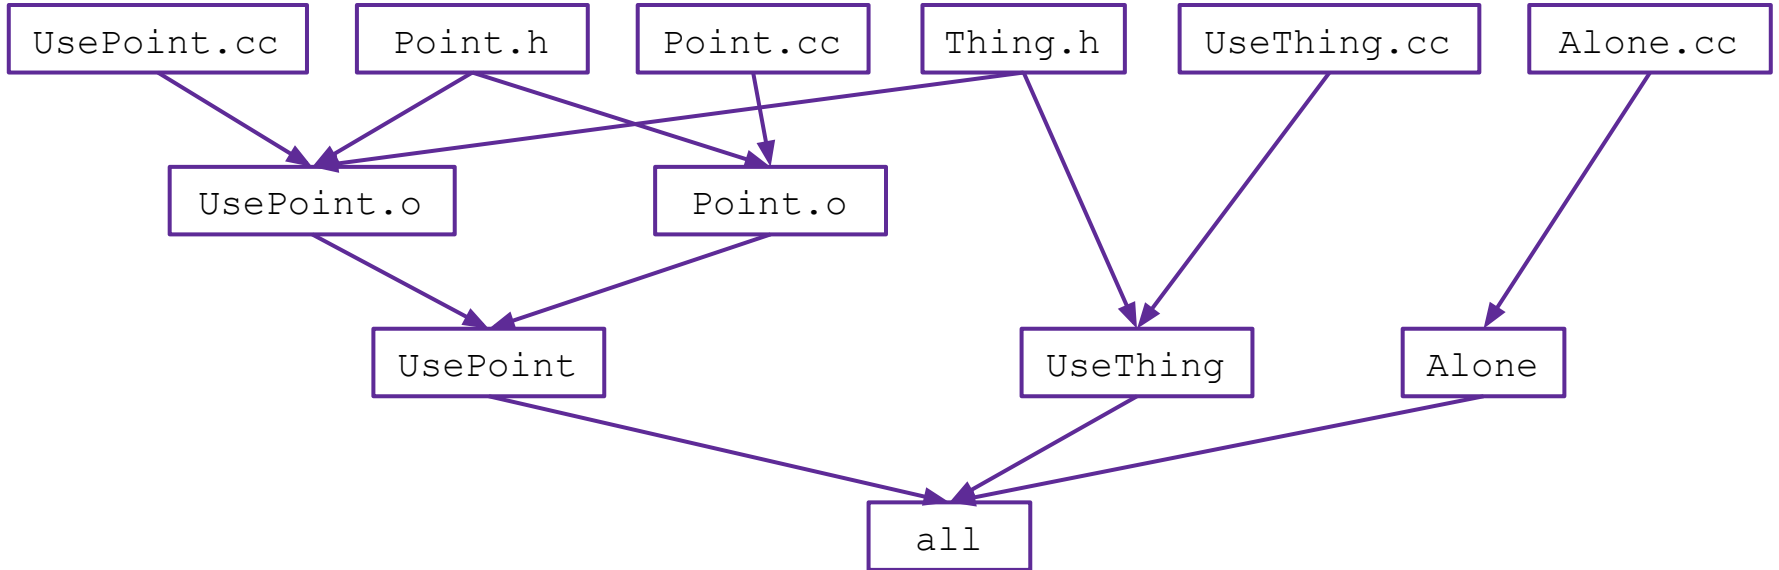 UsePoint.cc
Point.h
Point.cc
Thing.h
UseThing.cc
Alone.cc
UsePoint.o
Point.o
UsePoint
UseThing
Alone
all